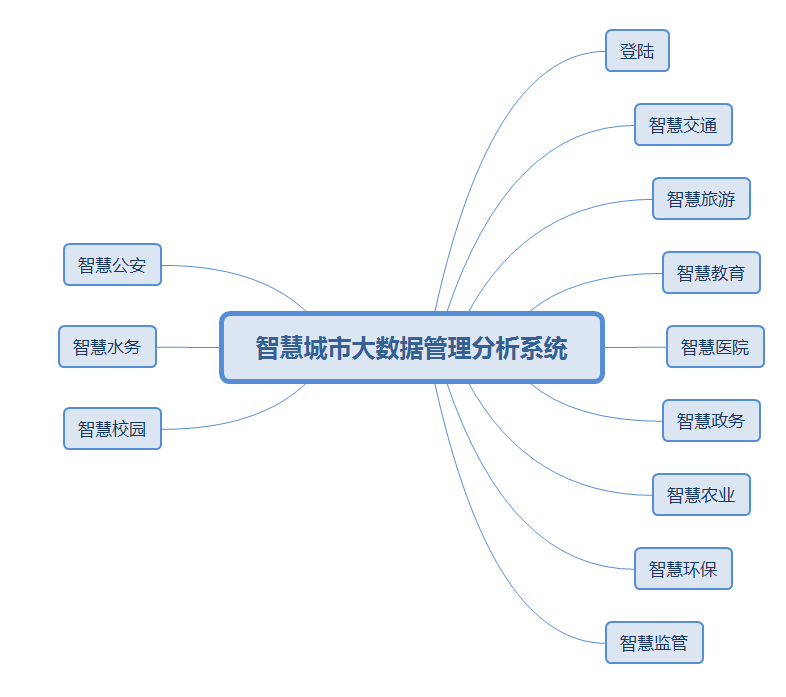 登陆
智慧交通
智慧旅游
智慧公安
智慧教育
智慧水务
智慧城市大数据管理分析系统
智慧医院
智慧校园
智慧政务
智慧农业
智慧环保
智慧监管